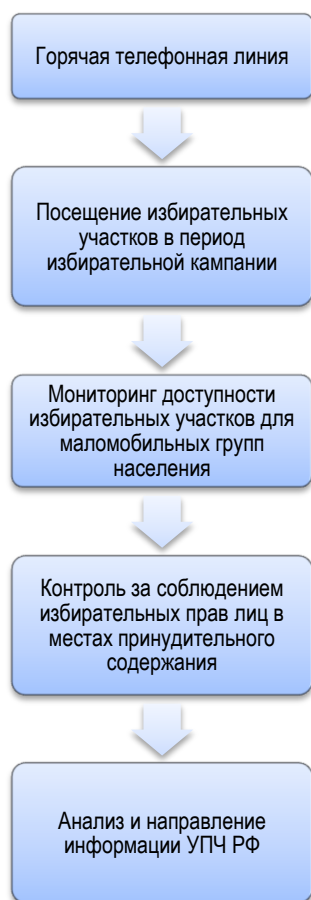 Горячая телефонная линия
Посещение избирательных
участков в период
избирательной кампании
Мониторинг доступности
избирательных участков для
маломобильных групп
населения
Контроль за соблюдением
избирательных прав лиц в
местах принудительного
содержания
Анализ и направление
информации УПЧ РФ